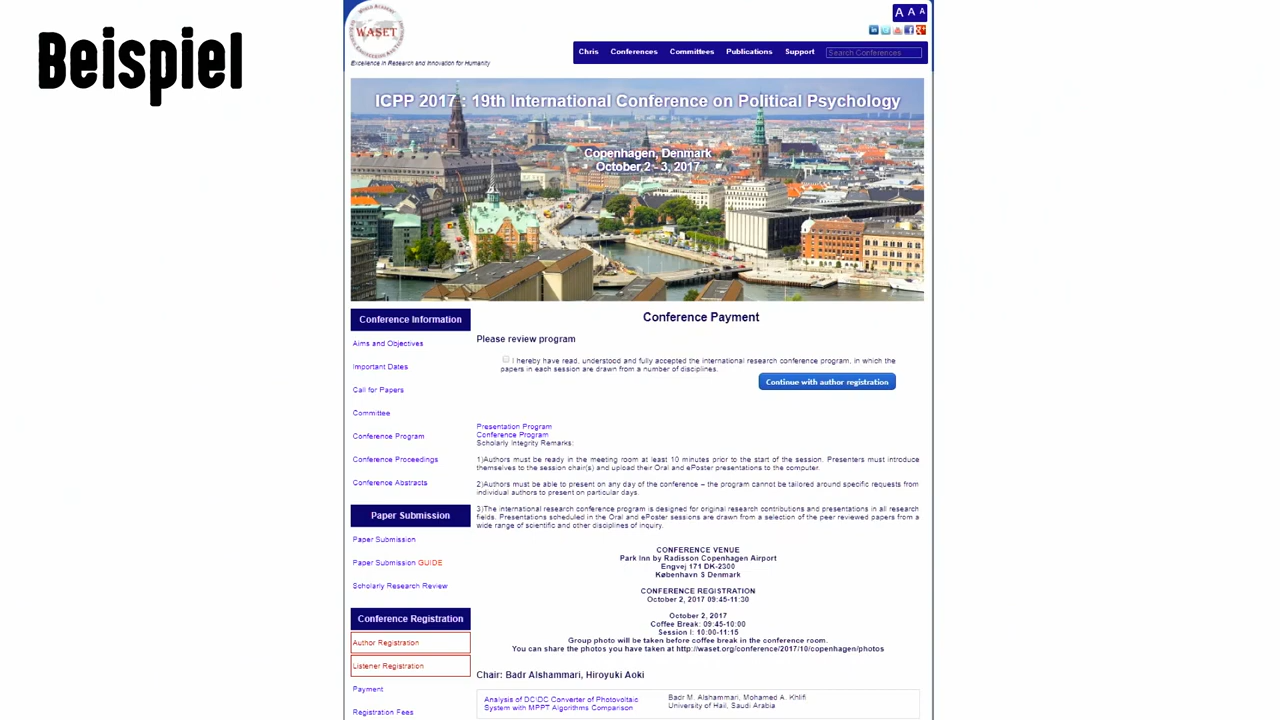 Beispiel
WASET
Excellence in Research and Innovation for Humanity
A A A
Chris Conferences Committees Publications Support Search Conferences
ICPP 2017 : 19th International Conference on Political Psychology
Copenhagen, Denmark
October 2 - 3, 2017
Conference Information
Aims and Objectives
Important Dates
Call for Papers
Committee
Conference Program
Conference Proceedings
Conference Abstracts
Paper Submission
Paper Submission
Paper Submission GUIDE
Scholarly Research Review
Conference Registration
Author Registration
Listener Registration
Payment
Registration Fees
Conference Payment
Please review program
I hereby have read, understood and fully accepted the international research conference program, in which the
papers in each session are drawn from a number of disciplines.
Continue with author registration
Presentation Program
Conference Program
Scholarly Integrity Remarks:
1)Authors must be ready in the meeting room at least 10 minutes prior to the start of the session. Presenters must introduce
themselves to the session chair(s) and upload their Oral and ePoster presentations to the computer.
2)Authors must be able to present on any day of the conference – the program cannot be tailored around specific requests from
individual authors to present on particular days.
3)The international research conference program is designed for original research contributions and presentations in all research
fields. Presentations scheduled in the Oral and ePoster sessions are drawn from a selection of the peer reviewed papers from a
wide range of scientific and other disciplines of inquiry.
CONFERENCE VENUE
Park Inn by Radisson Copenhagen Airport
Engvej 171 DK-2300
København S Denmark
CONFERENCE REGISTRATION
October 2, 2017 09:45-11:30
October 2, 2017
Coffee Break: 09:45-10:00
Session I: 10:00-11:15
Group photo will be taken before coffee break in the conference room.
You can share the photos you have taken at http://waset.org/conference/2017/10/copenhagen/photos
Chair: Badr Alshammari, Hiroyuki Aoki
Analysis of DC\DC Converter of Photovoltaic
System with MPPT Algorithms Comparison
Badr M. Alshammari, Mohamed A. Khlifi
University of Hail, Saudi Arabia